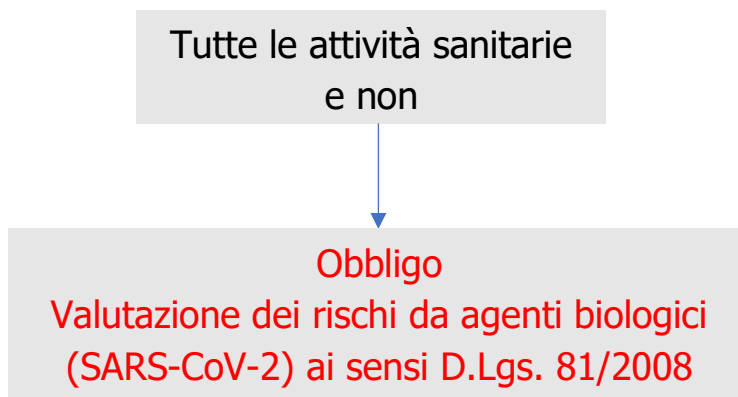 Tutte le attività sanitarie
e non
Obbligo
Valutazione dei rischi da agenti biologici
(SARS-CoV-2) ai sensi D.Lgs. 81/2008